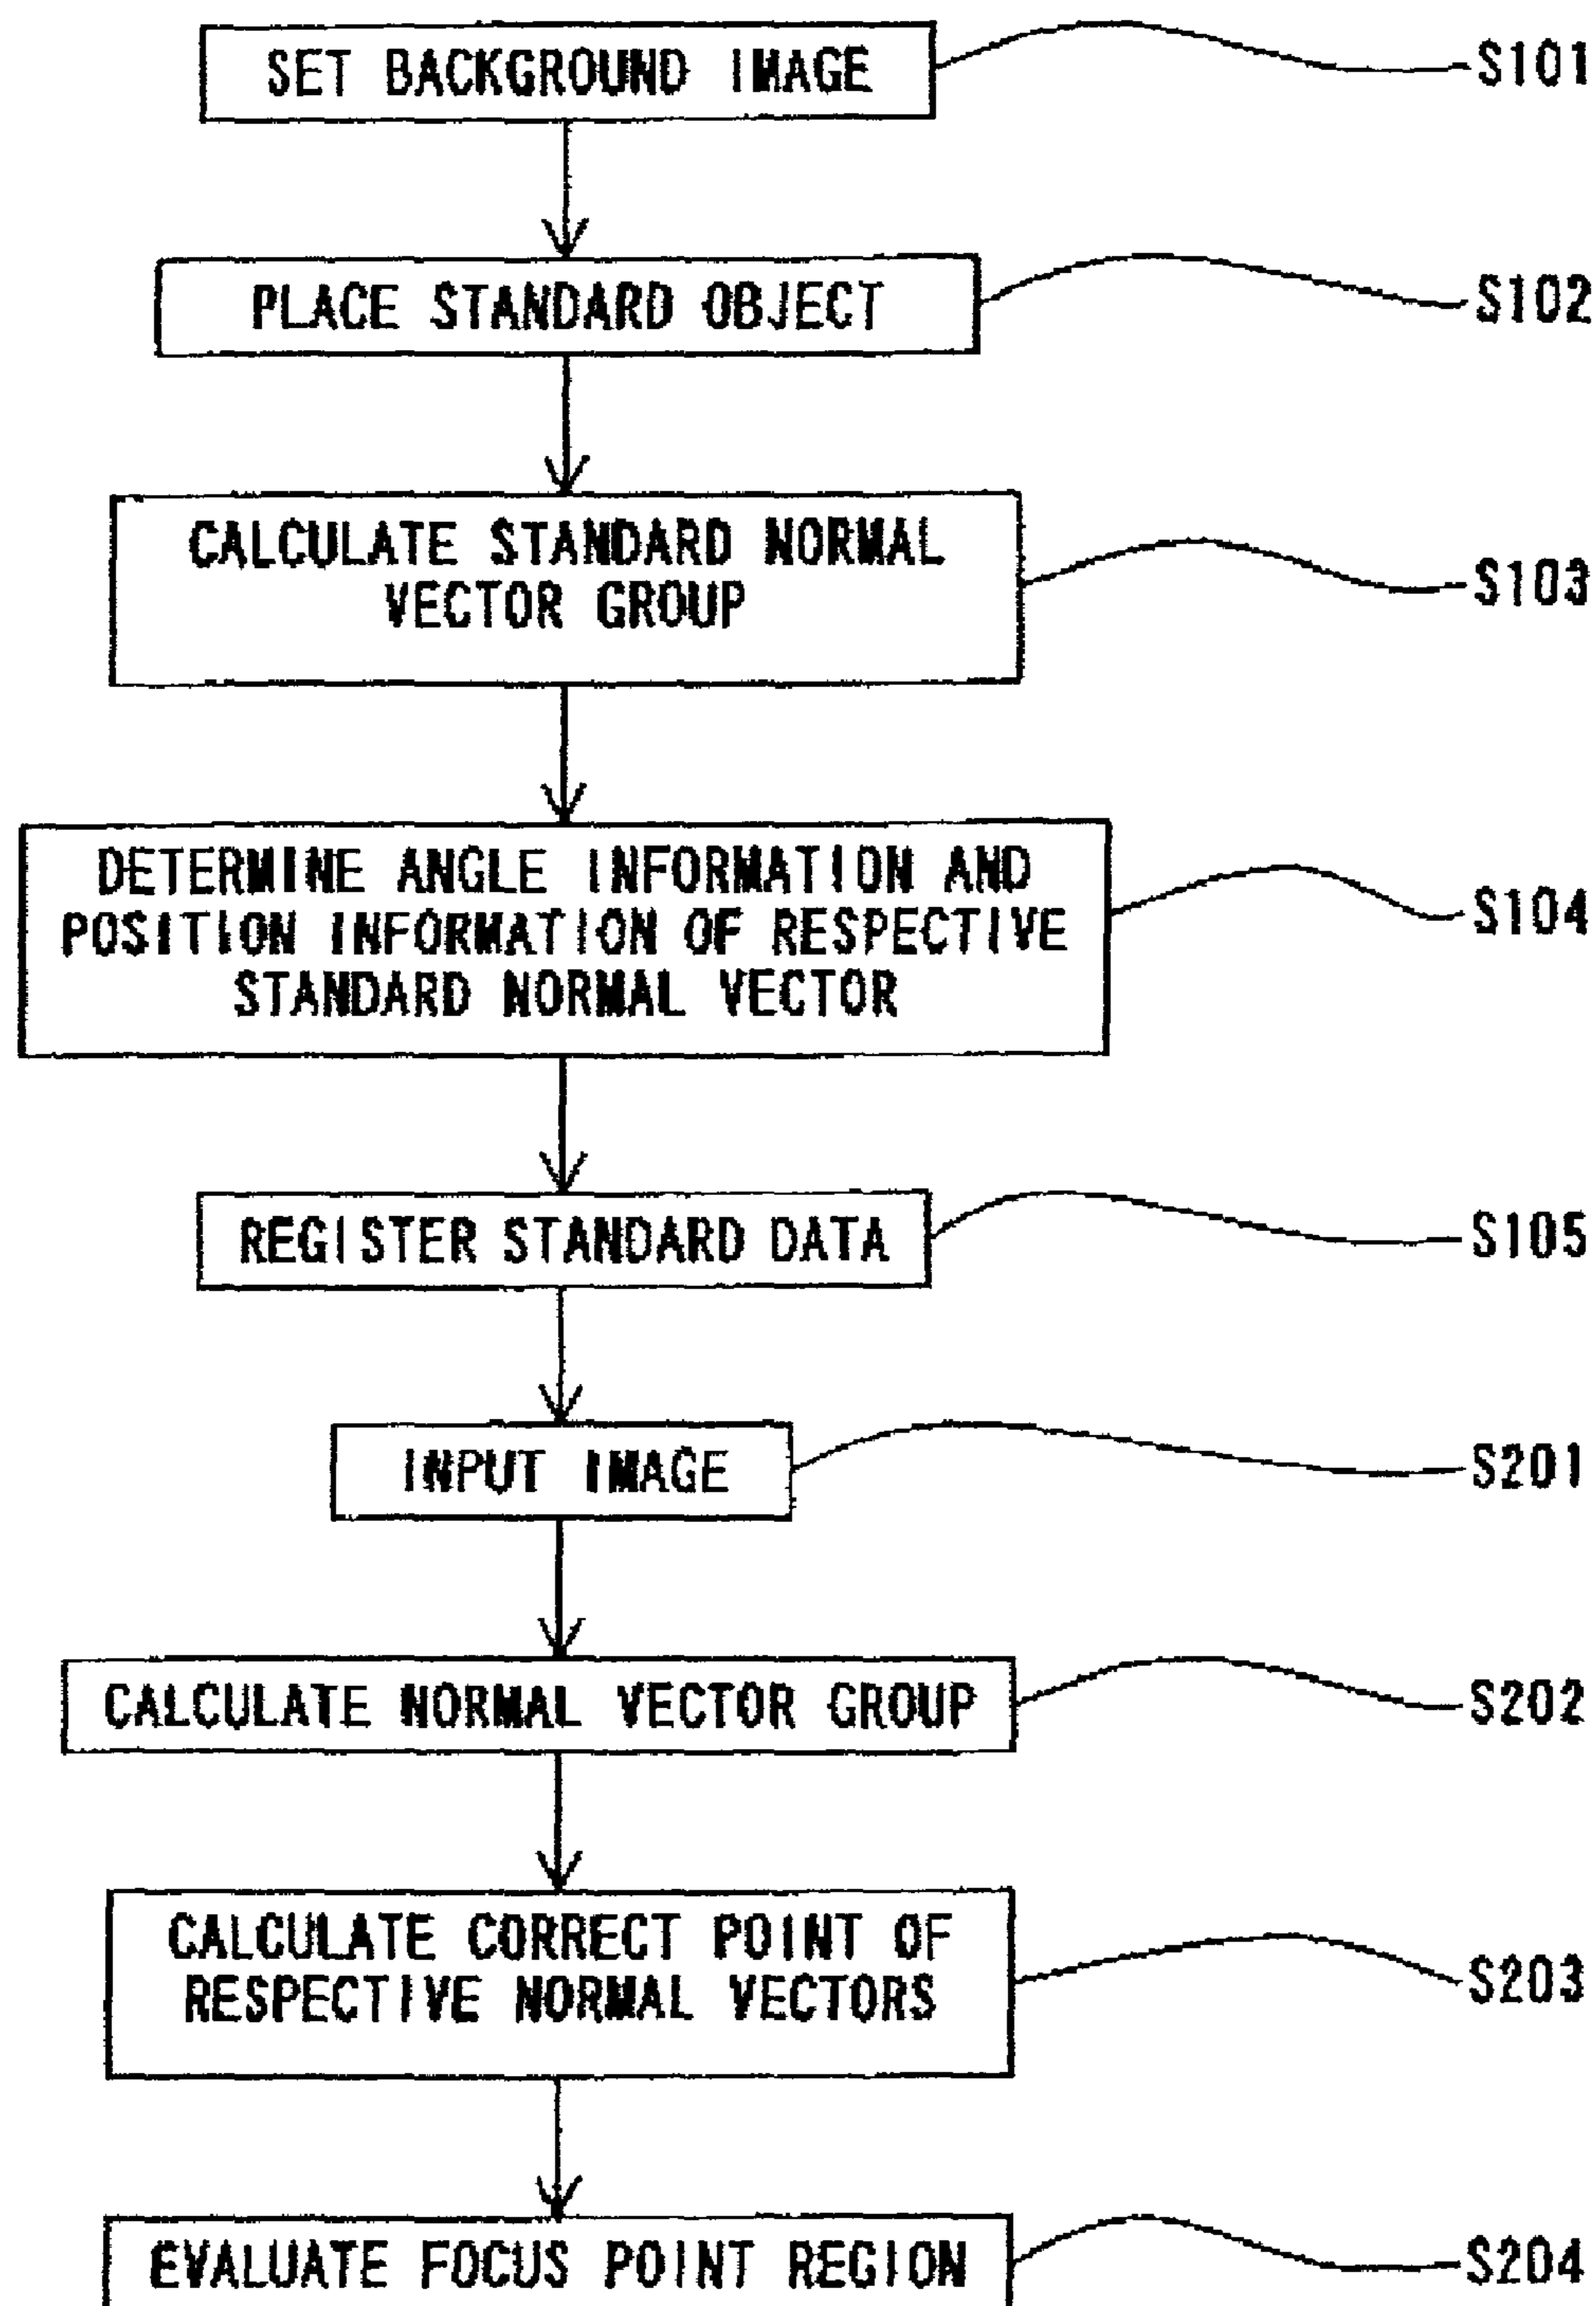 SET BACKGROUND IMAGE
S101
PLACE STANDARD OBJECT
S102
CALCULATE STANDARD NORMAL
VECTOR GROUP
S103
DETERMINE ANGLE INFORMATION AND
POSITION INFORMATION OF RESPECTIVE
STANDARD NORMAL VECTOR
S104
REGISTER STANDARD DATA
S105
INPUT IMAGE
S201
CALCULATE NORMAL VECTOR GROUP
S202
CALCULATE CORRECT POINT OF
RESPECTIVE NORMAL VECTORS
S203
EVALUATE FOCUS POINT REGION
S204